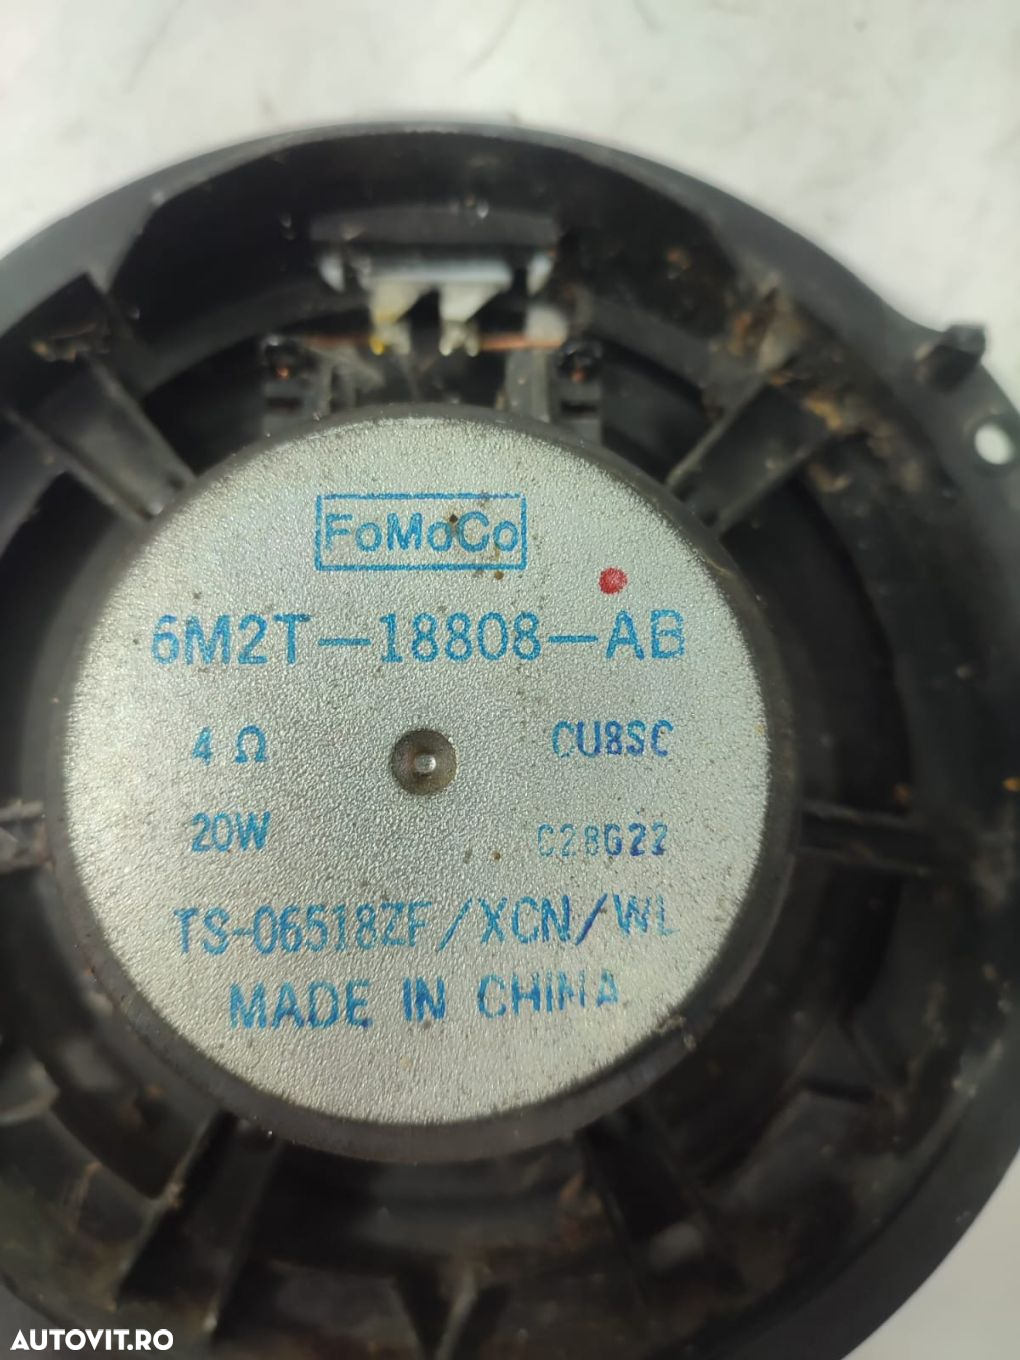 FoMoCo
6M2T-18808-AB
4 Ω CU8SC
20W C28G22
TS-06518ZF/XCN/WL
MADE IN CHINA
AUTOVIT.RO